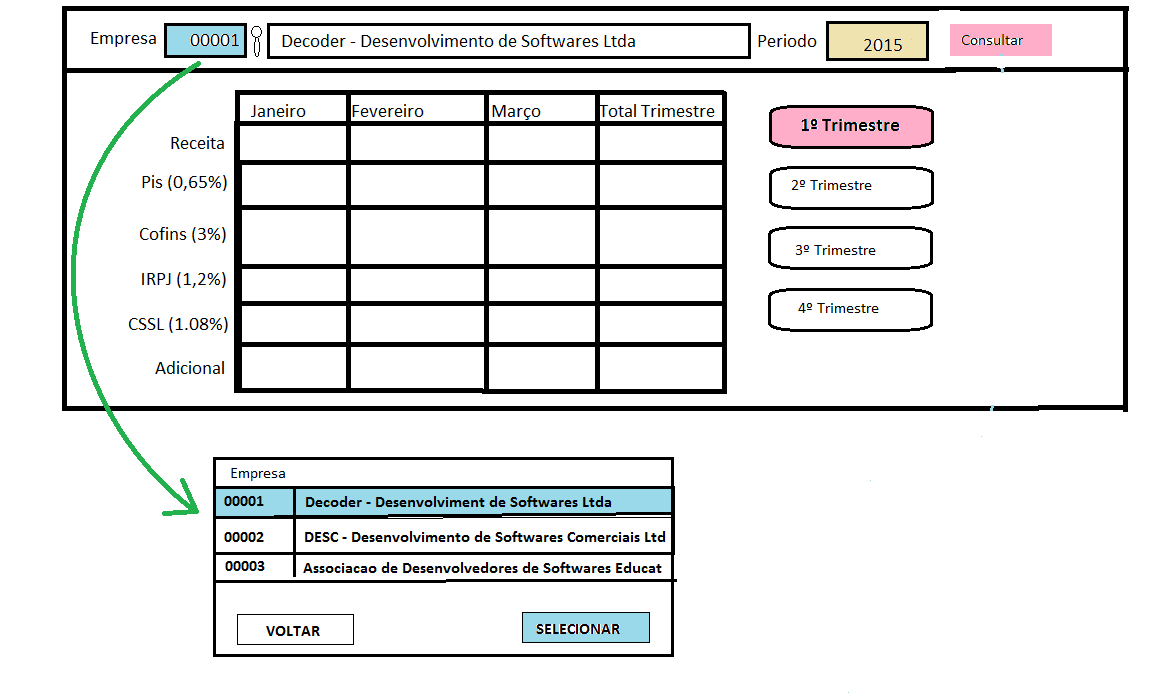 Empresa 00001 Decoder - Desenvolvimento de Softwares Ltda Periodo 2015 Consultar
Janeiro Fevereiro Março Total Trimestre
Receita
Pis (0,65%)
Cofins (3%)
IRPJ (1,2%)
CSSL (1.08%)
Adicional
1º Trimestre
2º Trimestre
3º Trimestre
4º Trimestre
Empresa
00001 Decoder - Desenvolviment de Softwares Ltda
00002 DESC - Desenvolvimento de Softwares Comerciais Ltd
00003 Associacao de Desenvolvedores de Softwares Educat
VOLTAR SELECIONAR